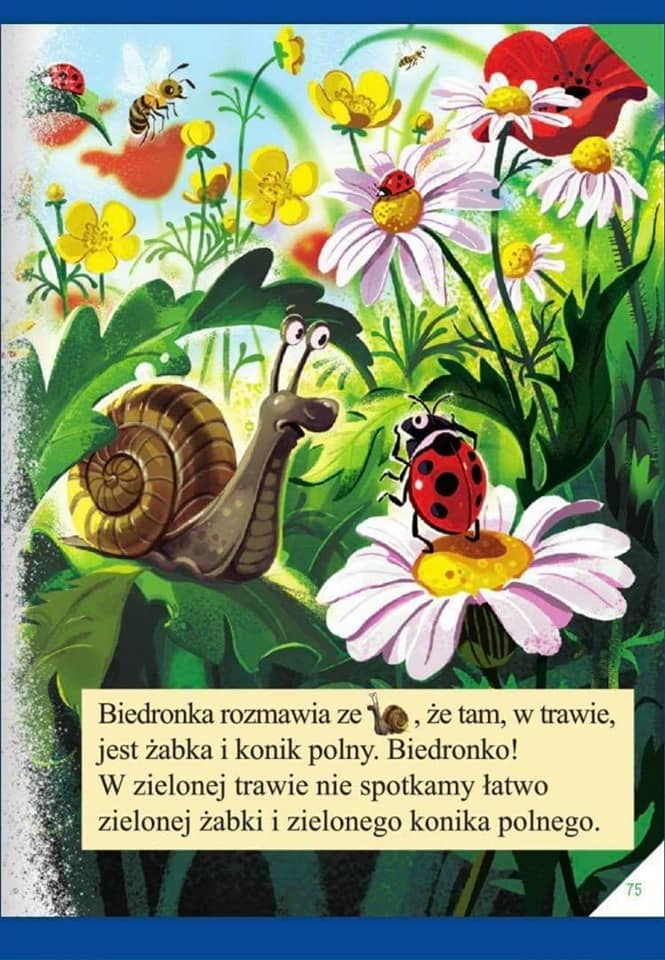 Biedronka rozmawia ze , że tam, w trawie,
jest żabka i konik polny. Biedronko!
W zielonej trawie nie spotkamy łatwo
zielonej żabki i zielonego konika polnego.
75